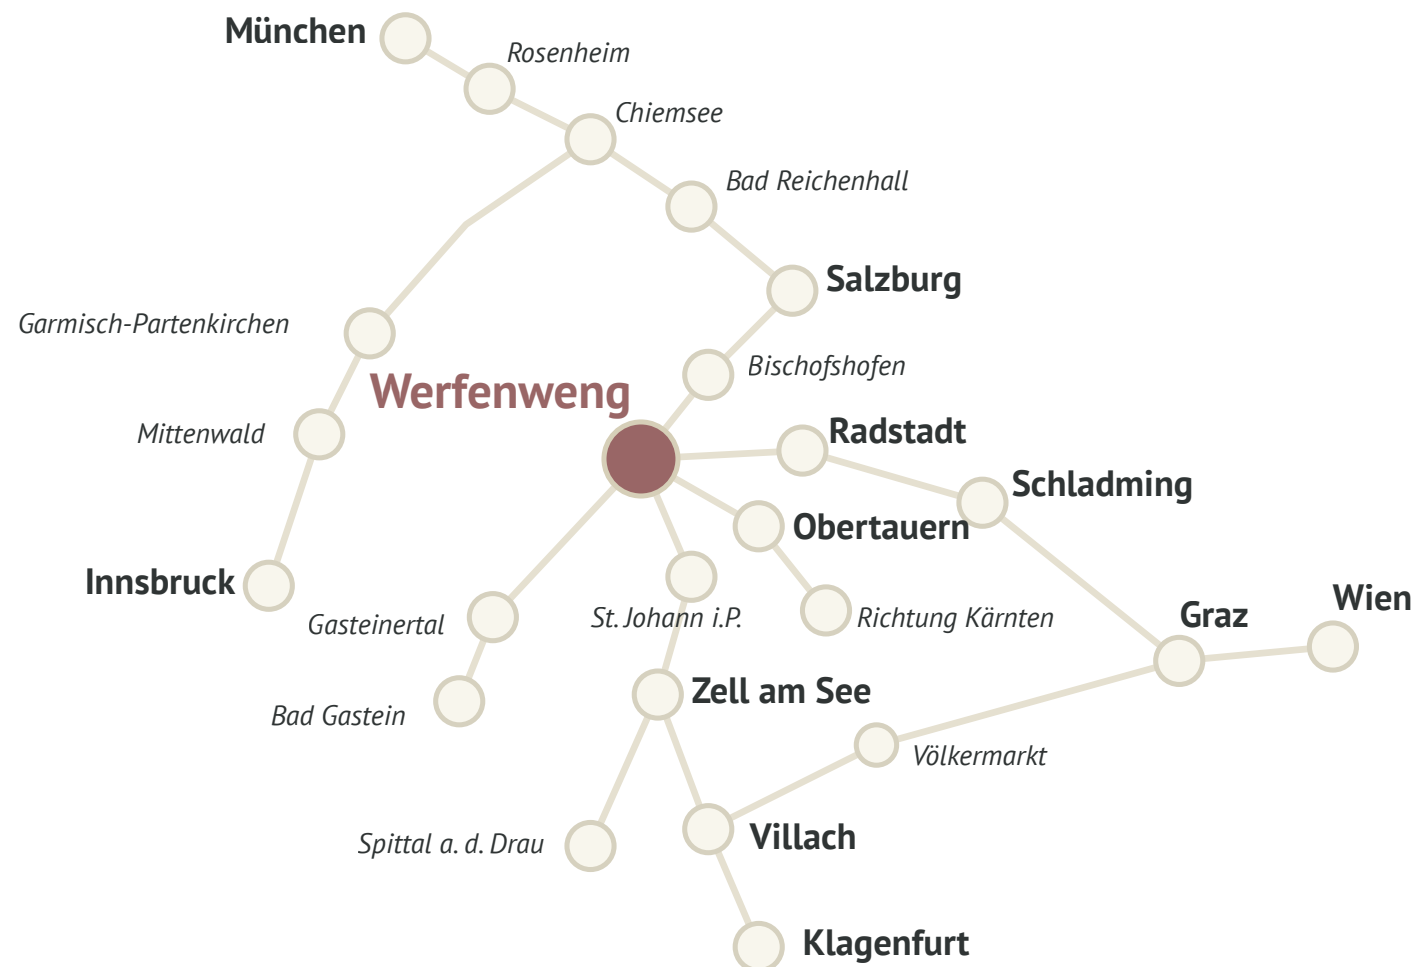 München
Rosenheim
Chiemsee
Bad Reichenhall
Salzburg
Garmisch-Partenkirchen
Bischofshofen
Werfenweng
Mittenwald
Radstadt
Schladming
Obertauern
Innsbruck
Gasteinertal
St. Johann i.P.
Richtung Kärnten
Graz
Wien
Zell am See
Bad Gastein
Völkermarkt
Spittal a. d. Drau
Villach
Klagenfurt